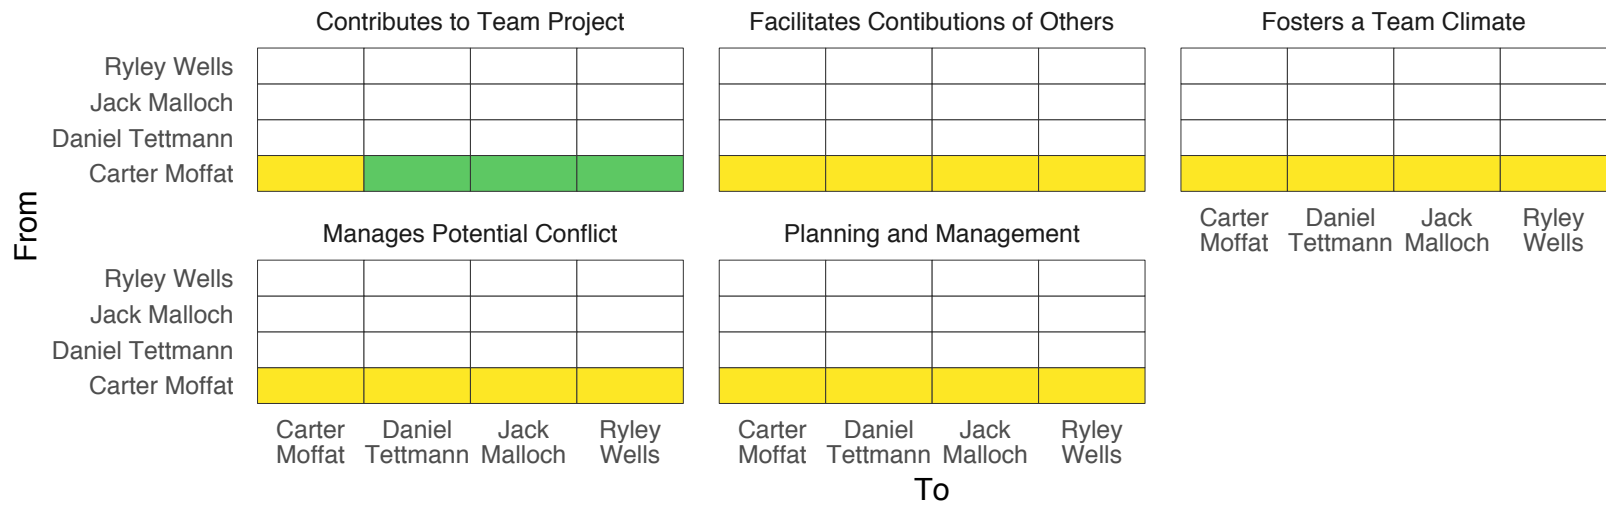 Contributes to Team Project
Facilitates Contibutions of Others
Fosters a Team Climate
Ryley Wells
Jack Malloch
Daniel Tettmann
Carter Moffat
From
Carter Moffat
Daniel Tettmann
Jack Malloch
Ryley Wells
Manages Potential Conflict
Planning and Management
Ryley Wells
Jack Malloch
Daniel Tettmann
Carter Moffat
Carter Moffat
Daniel Tettmann
Jack Malloch
Ryley Wells
Carter Moffat
Daniel Tettmann
Jack Malloch
Ryley Wells
To